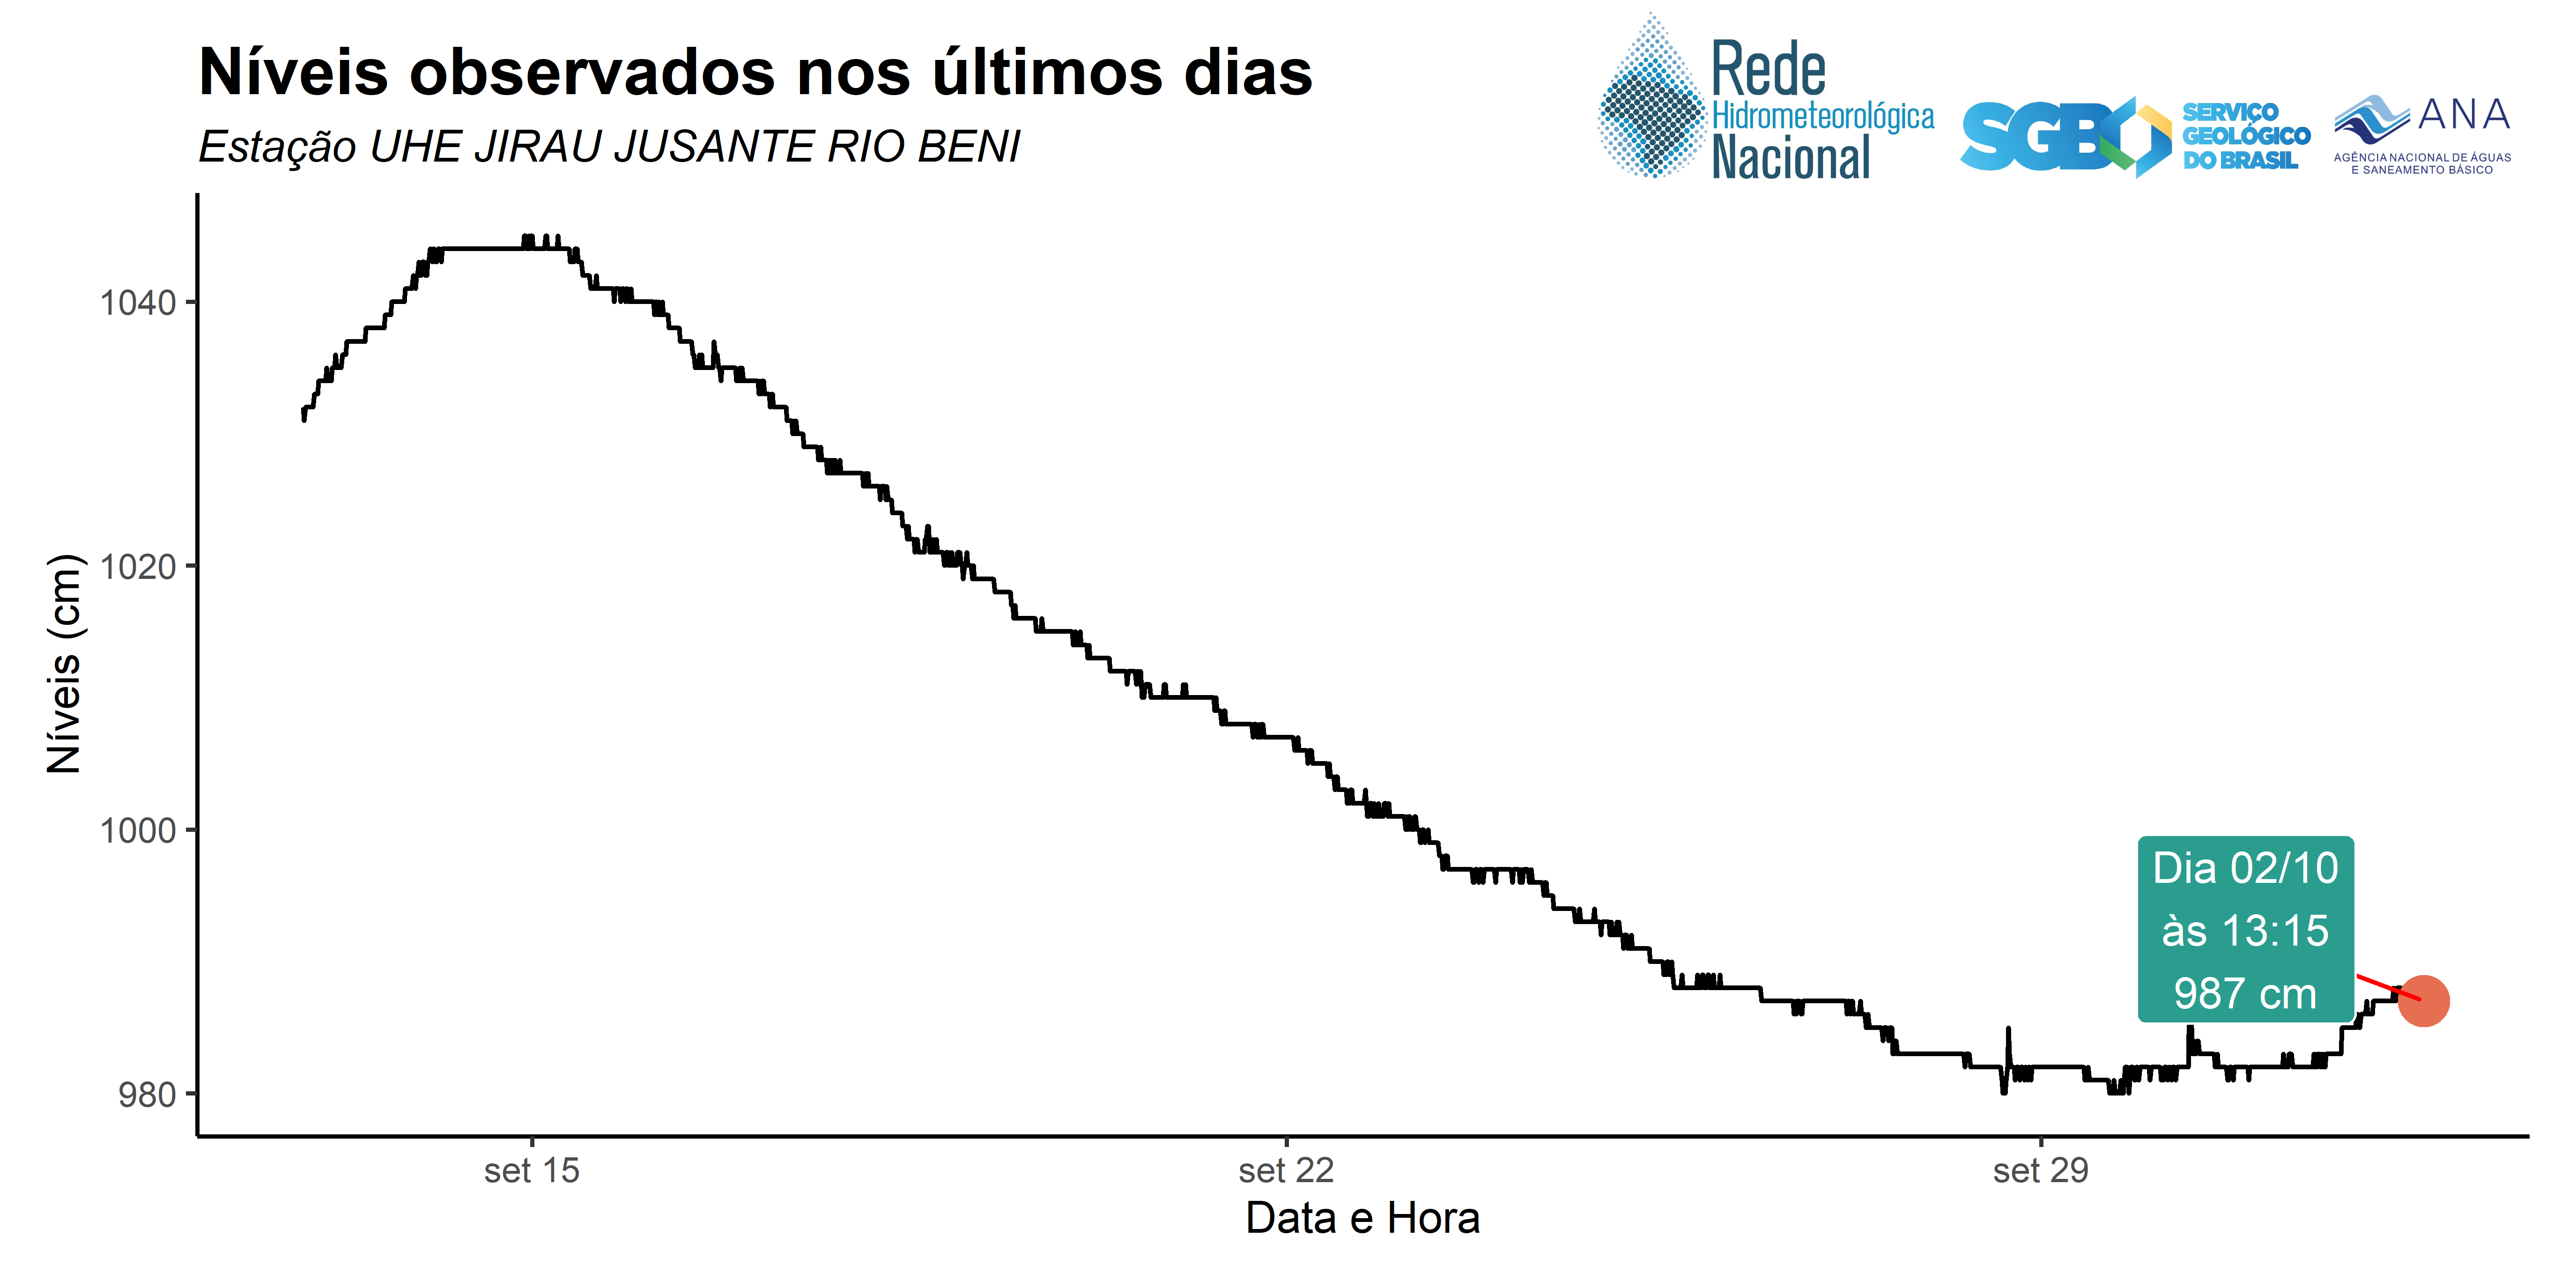 Níveis observados nos últimos dias
Estação UHE JIRAU JUSANTE RIO BENI
Rede
Hidrometeorológica
Nacional
SGB
SERVIÇO
GEOLÓGICO
DO BRASIL
ANA
AGÊNCIA NACIONAL DE ÁGUAS
E SANEAMENTO BÁSICO
Níveis (cm)
1040
1020
1000
980
Dia 02/10
às 13:15
987 cm
set 15
set 22
set 29
Data e Hora